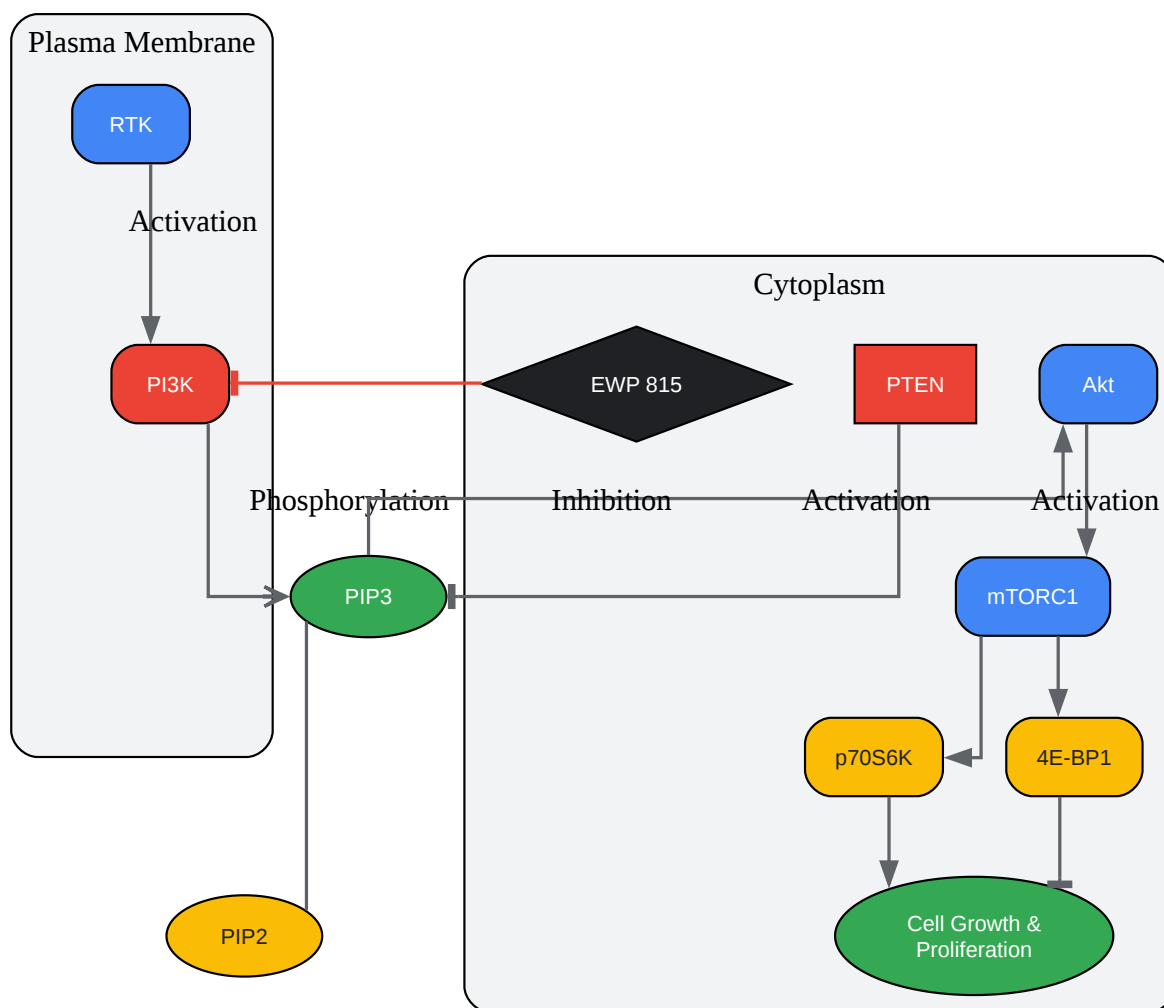 Plasma Membrane
RTK
Activation
Cytoplasm
PI3K
EWP 815
PTEN
Akt
Phosphorylation
Inhibition
Activation
Activation
PIP3
mTORC1
p70S6K
4E-BP1
PIP2
Cell Growth &
Proliferation